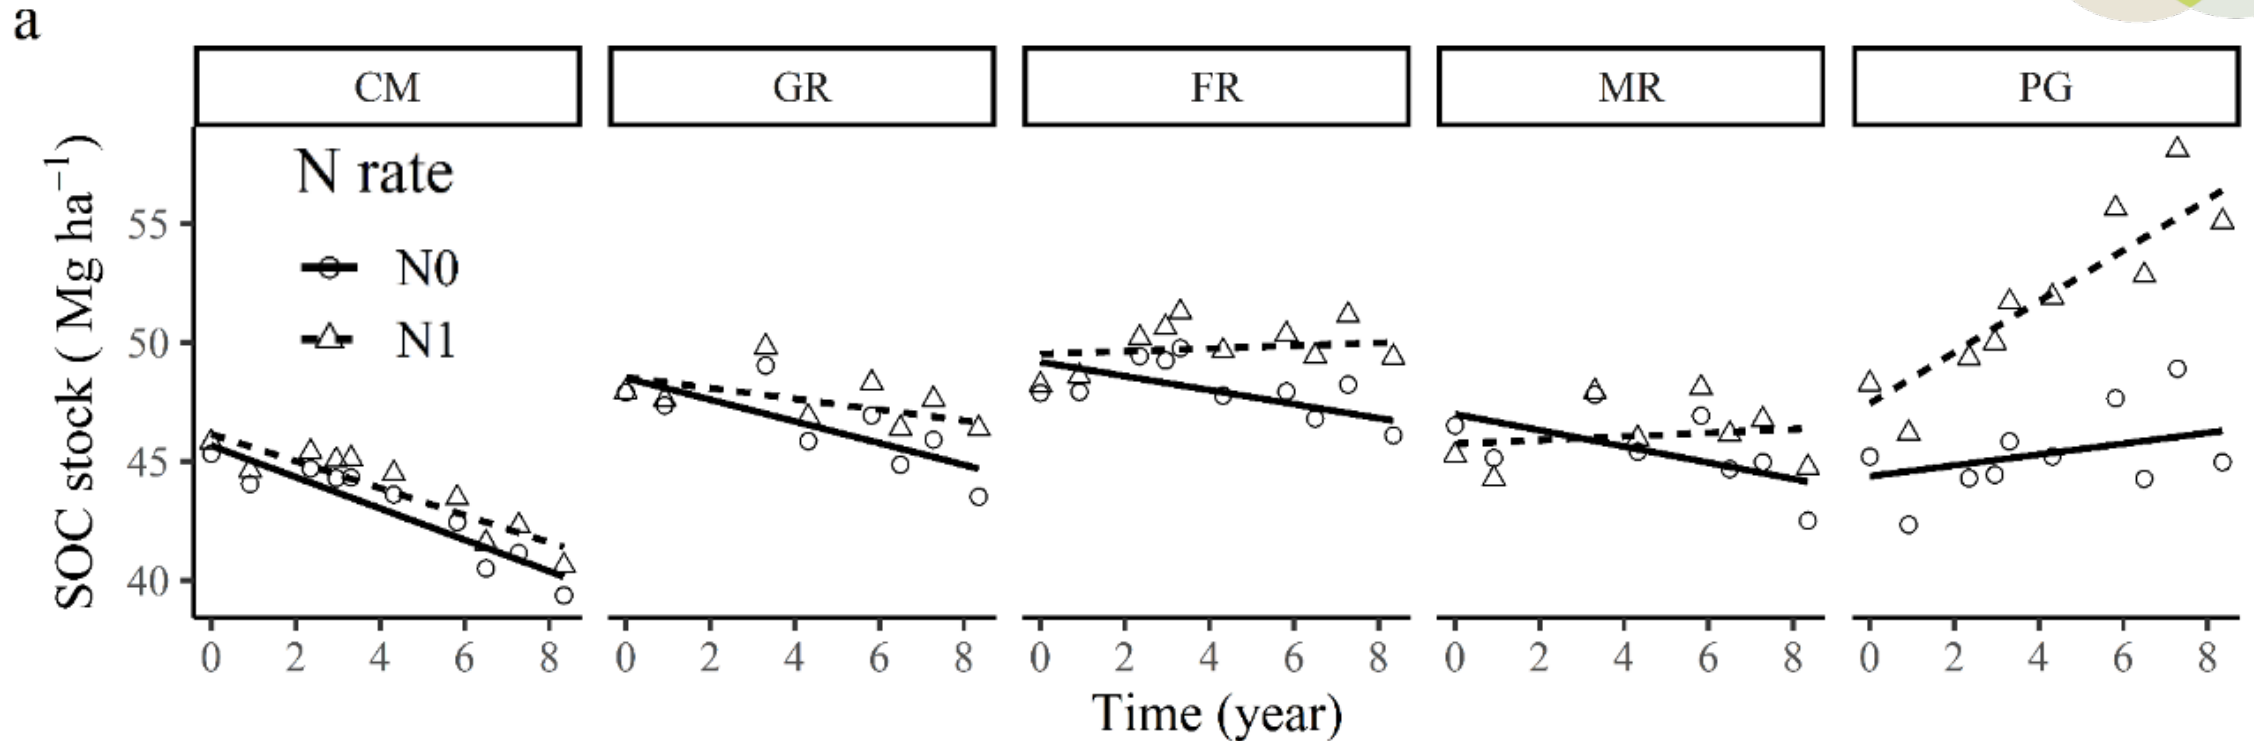 a
CM GR FR MR PG
SOC stock ( Mg ha⁻¹)
N rate
N0
N1
55
50
45
40
0 2 4 6 8 0 2 4 6 8 0 2 4 6 8 0 2 4 6 8 0 2 4 6 8
Time (year)